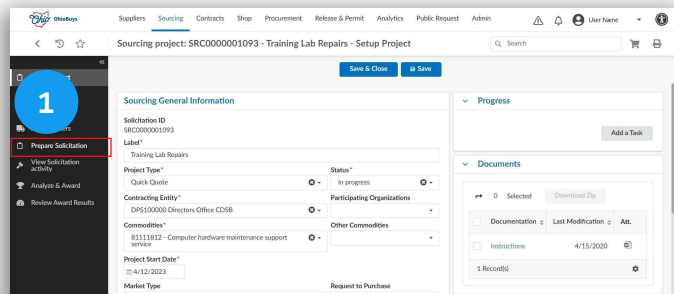 Ohio OhioBuys
Suppliers Sourcing Contracts Shop Procurement Release & Permit Analytics Public Request Admin User Name
Sourcing project: SRC0000001093 - Training Lab Repairs - Setup Project Search
Save & Close Save
1
Prepare Solicitation
View Solicitation activity
Analyze & Award
Review Award Results
Sourcing General Information
Solicitation ID
SRC0000001093
Label*
Training Lab Repairs
Project Type* Status*
Quick Quote In progress
Contracting Entity* Participating Organizations
DPS100000 Directors Office CDSB
Commodities* Other Commodities
81111812 - Computer hardware maintenance support
service
Project Start Date*
4/12/2023
Market Type Request to Purchase
Progress
Add a Task
Documents
0 Selected Download Zip
Documentation Last Modification Att.
Instructions 4/15/2020
1 Record(s)